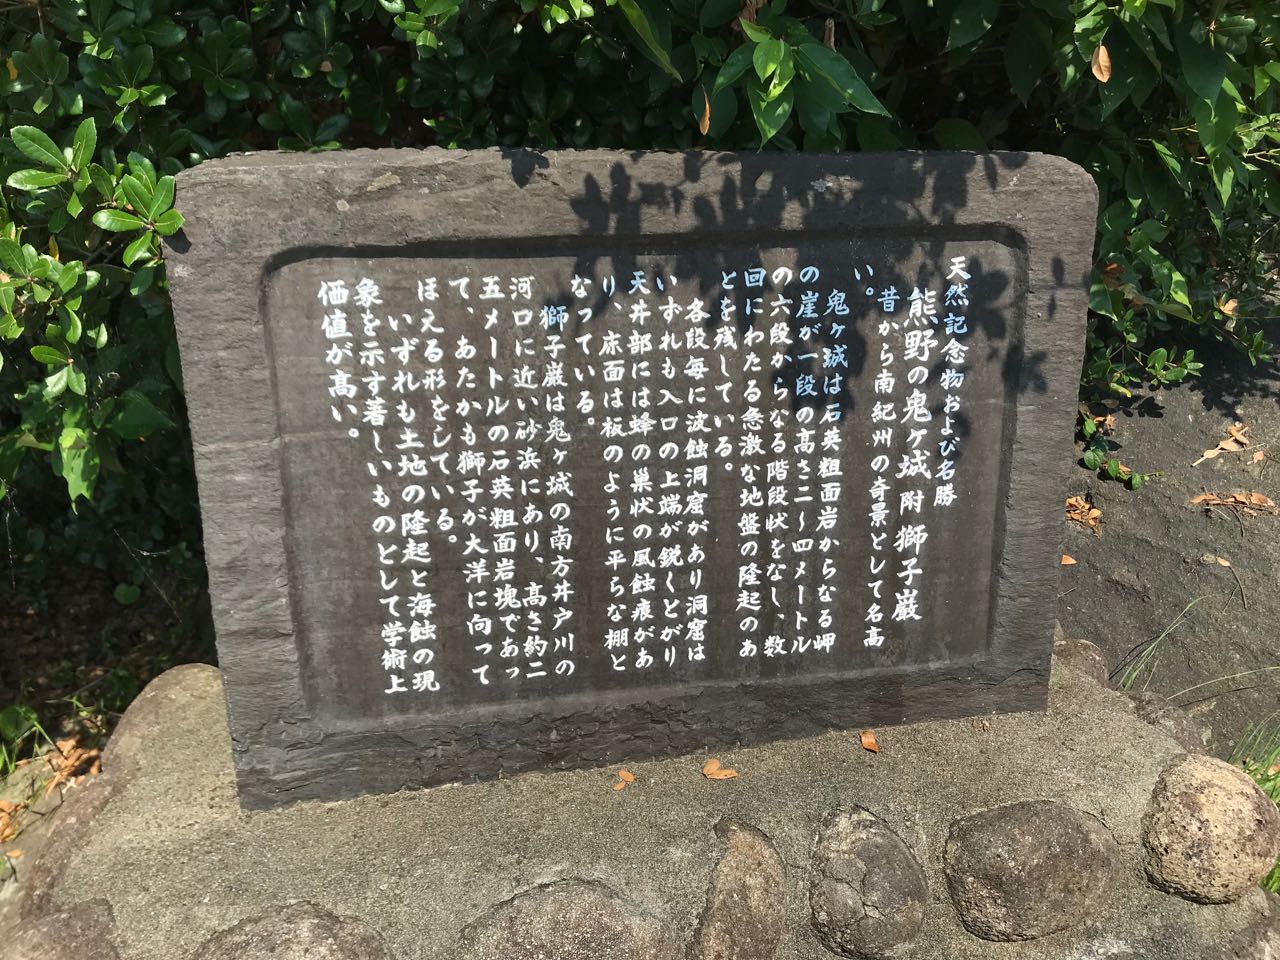 天然記念物および名勝
熊野の鬼ヶ城 附 獅子巖
昔から南紀州の奇景として名高
い。
鬼ヶ城は石英粗面岩からなる岬
の崖が一段の高さ二～四メートル
の六段からなる階段状をなし、数
回にわたる急激な地盤の隆起のあ
とを残している。
各段毎に波蝕洞窟があり洞窟は
いずれも入口の上端が鋭くとがり
天井部には蜂の巣状の風蝕痕があ
り、床面は板のように平らな棚と
なっている。
獅子巖は鬼ヶ城の南方井戸川の
河口に近い砂浜にあり、高さ約二
五メートルの石英粗面岩塊であっ
て、あたかも獅子が大洋に向って
ほえる形をしている。
いずれも土地の隆起と海蝕の現
象を示す著しいものとして学術上
価値が高い。